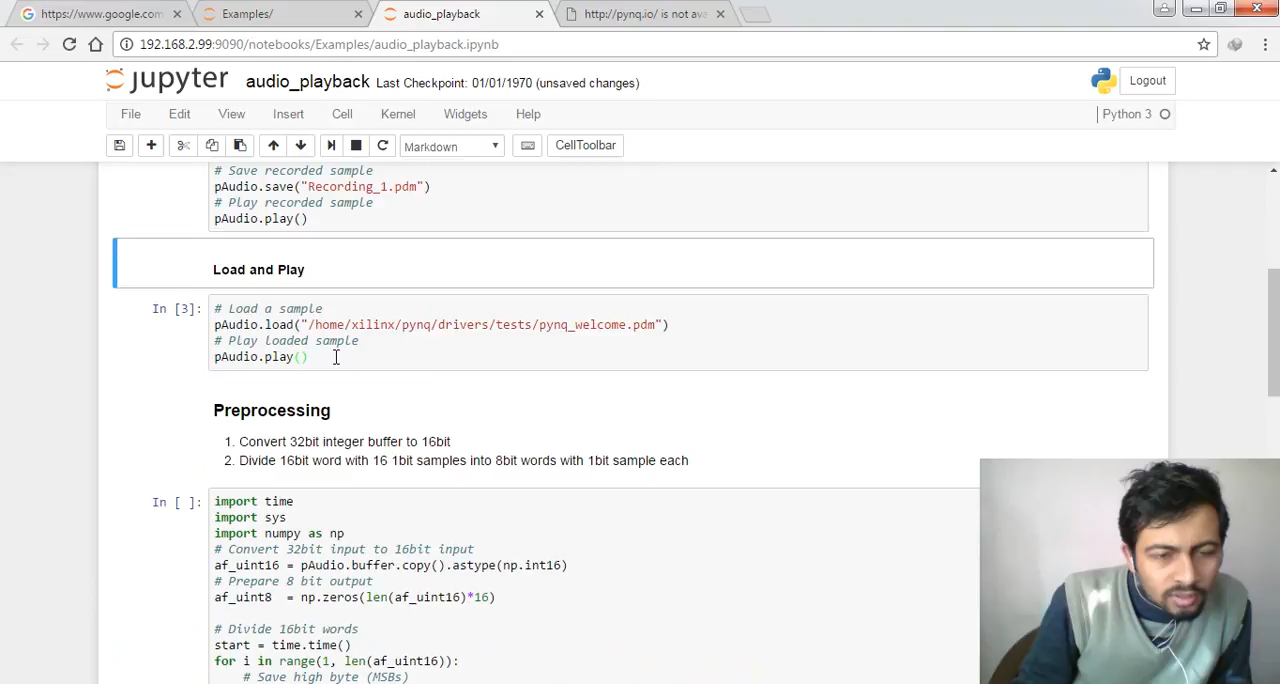 https://www.google.com
Examples/
audio_playback
http://pynq.io/ is not ava
192.168.2.99:9090/notebooks/Examples/audio_playback.ipynb
jupyter audio_playback Last Checkpoint: 01/01/1970 (unsaved changes)
Logout
File Edit View Insert Cell Kernel Widgets Help
Python 3
Markdown
CellToolbar
# Save recorded sample
pAudio.save("Recording_1.pdm")
# Play recorded sample
pAudio.play()
Load and Play
In [3]:
# Load a sample
pAudio.load("/home/xilinx/pynq/drivers/tests/pynq_welcome.pdm")
# Play loaded sample
pAudio.play()
Preprocessing
1. Convert 32bit integer buffer to 16bit
2. Divide 16bit word with 16 1bit samples into 8bit words with 1bit sample each
In [ ]:
import time
import sys
import numpy as np
# Convert 32bit input to 16bit input
af_uint16 = pAudio.buffer.copy().astype(np.int16)
# Prepare 8 bit output
af_uint8  = np.zeros(len(af_uint16)*16)
# Divide 16bit words
start = time.time()
for i in range(1, len(af_uint16)):
# Save high byte (MSBs)